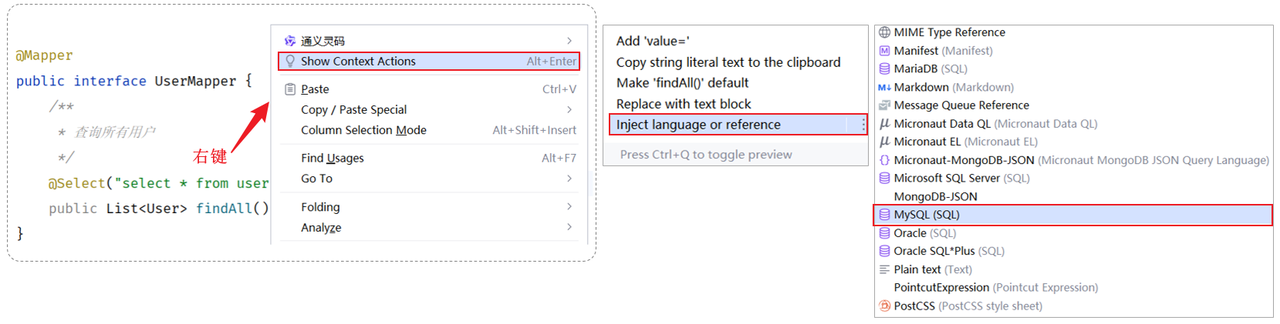 @Mapper
public interface UserMapper {
/**
* 查询所有用户
*/
@Select("select * from user
public List<User> findAll()
}
右键
通义灵码
Show Context Actions Alt+Enter
Paste Ctrl+V
Copy / Paste Special
Column Selection Mode Alt+Shift+Insert
Find Usages Alt+F7
Go To
Folding
Analyze
Add 'value='
Copy string literal text to the clipboard
Make 'findAll()' default
Replace with text block
Inject language or reference
Press Ctrl+Q to toggle preview
MIME Type Reference
Manifest (Manifest)
MariaDB (SQL)
Markdown (Markdown)
Message Queue Reference
Micronaut Data QL (Micronaut Data QL)
Micronaut EL (Micronaut EL)
Micronaut-MongoDB-JSON (Micronaut MongoDB JSON Query Language)
Microsoft SQL Server (SQL)
MongoDB-JSON
MySQL (SQL)
Oracle (SQL)
Oracle SQL*Plus (SQL)
Plain text (Text)
PointcutExpression (Pointcut Expression)
PostCSS (PostCSS style sheet)